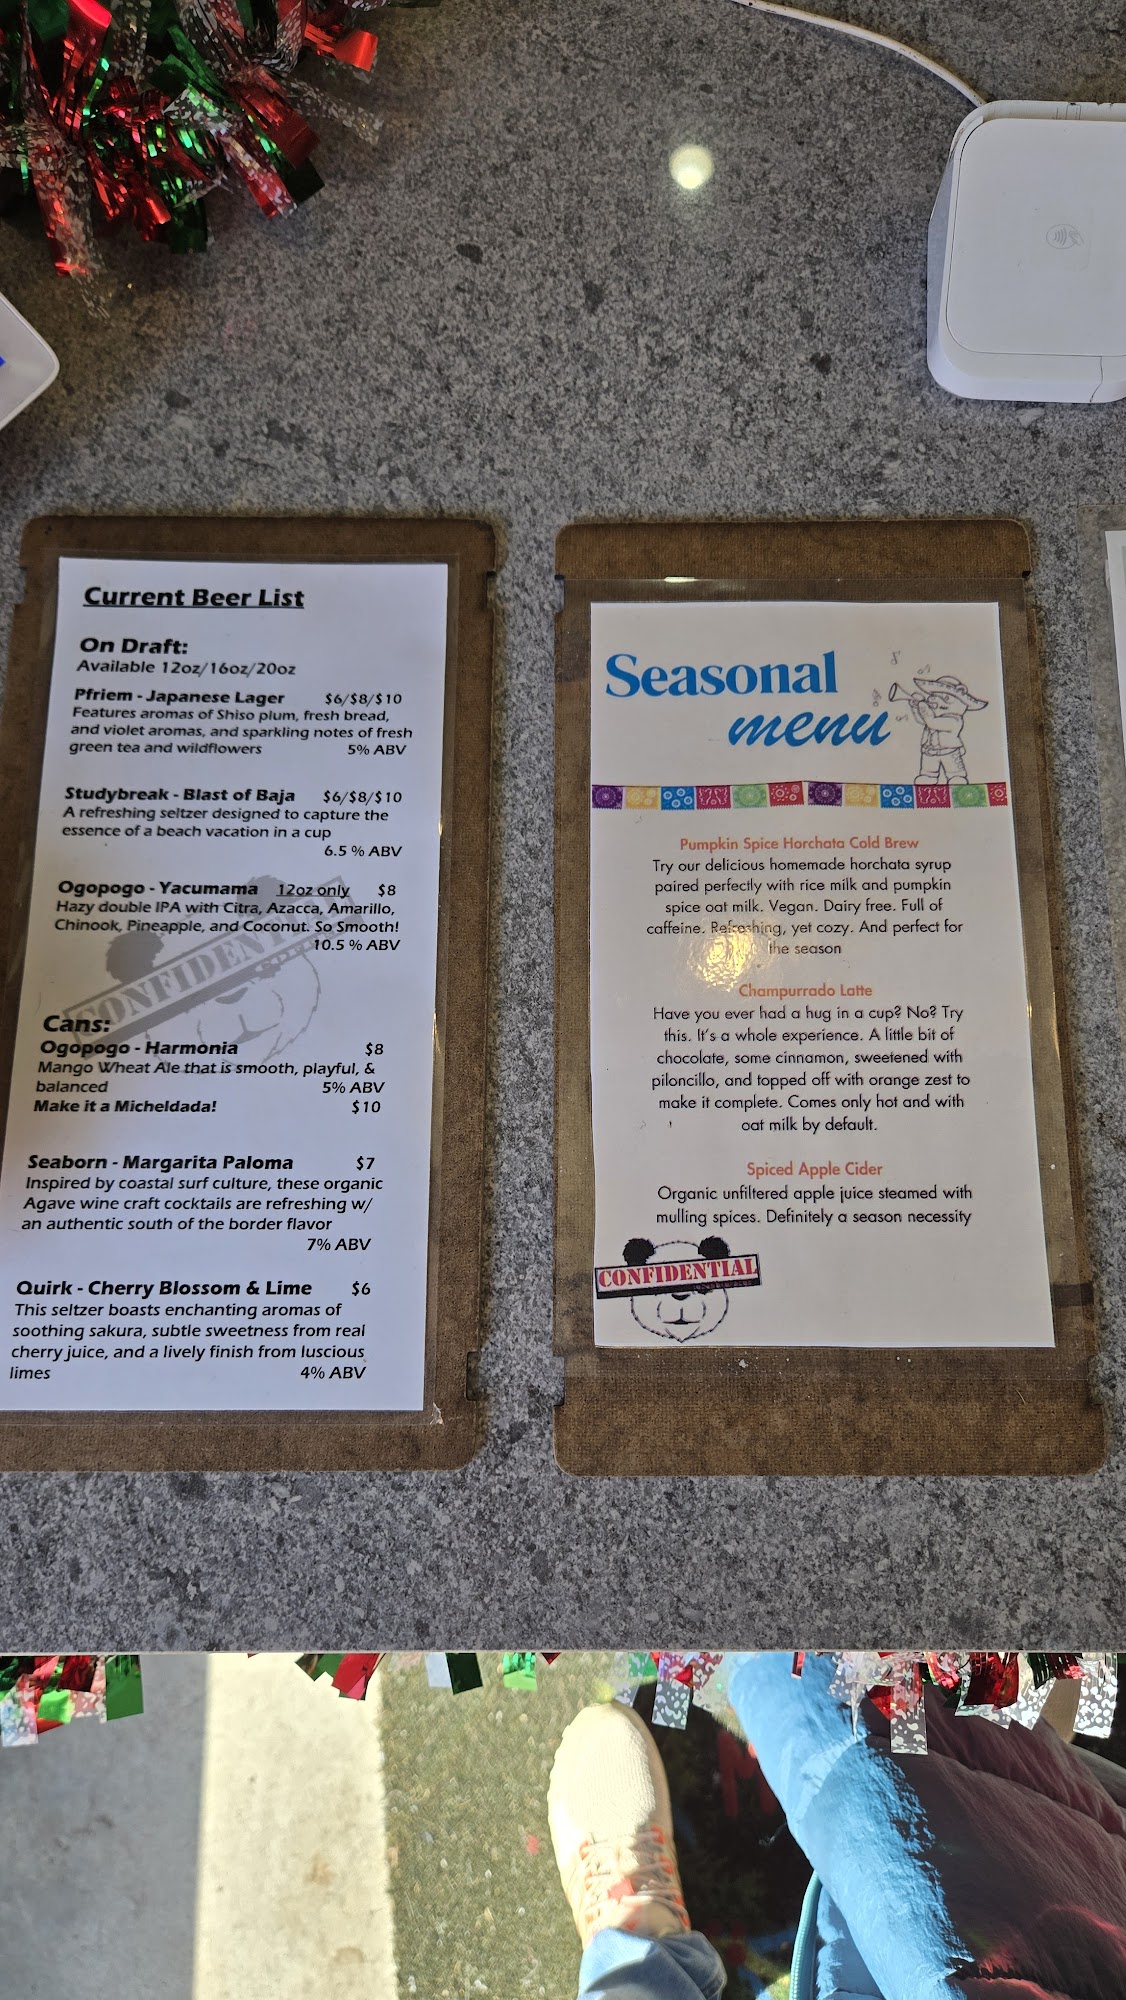 Current Beer List
On Draft:
Available 12oz/16oz/20oz
Pfriem - Japanese Lager $6/$8/$10
Features aromas of Shiso plum, fresh bread,
and violet aromas, and sparkling notes of fresh
green tea and wildflowers 5% ABV
Studybreak - Blast of Baja $6/$8/$10
A refreshing seltzer designed to capture the
essence of a beach vacation in a cup
6.5 % ABV
Ogopogo - Yacumama 12oz only $8
Hazy double IPA with Citra, Azacca, Amarillo,
Chinook, Pineapple, and Coconut. So Smooth!
10.5 % ABV
CONFIDENTIAL
COFFEE
Cans:
Ogopogo - Harmonia $8
Mango Wheat Ale that is smooth, playful, &
balanced 5% ABV
Make it a Micheldada! $10
Seaborn - Margarita Paloma $7
Inspired by coastal surf culture, these organic
Agave wine craft cocktails are refreshing w/
an authentic south of the border flavor
7% ABV
Quirk - Cherry Blossom & Lime $6
This seltzer boasts enchanting aromas of
soothing sakura, subtle sweetness from real
cherry juice, and a lively finish from luscious
limes 4% ABV
Seasonal
menu
Pumpkin Spice Horchata Cold Brew
Try our delicious homemade horchata syrup
paired perfectly with rice milk and pumpkin
spice oat milk. Vegan. Dairy free. Full of
caffeine. Refreshing, yet cozy. And perfect for
the season
Champurrado Latte
Have you ever had a hug in a cup? No? Try
this. It's a whole experience. A little bit of
chocolate, some cinnamon, sweetened with
piloncillo, and topped off with orange zest to
make it complete. Comes only hot and with
oat milk by default.
Spiced Apple Cider
Organic unfiltered apple juice steamed with
mulling spices. Definitely a season necessity
CONFIDENTIAL